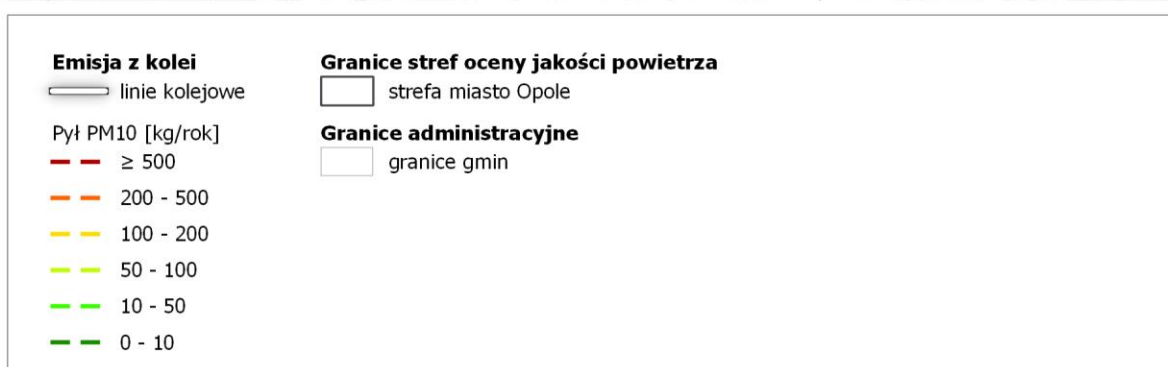 Emisja z kolei
linie kolejowe
Pył PM10 [kg/rok]
≥ 500
200 - 500
100 - 200
50 - 100
10 - 50
0 - 10
Granice stref oceny jakości powietrza
strefa miasto Opole
Granice administracyjne
granice gmin